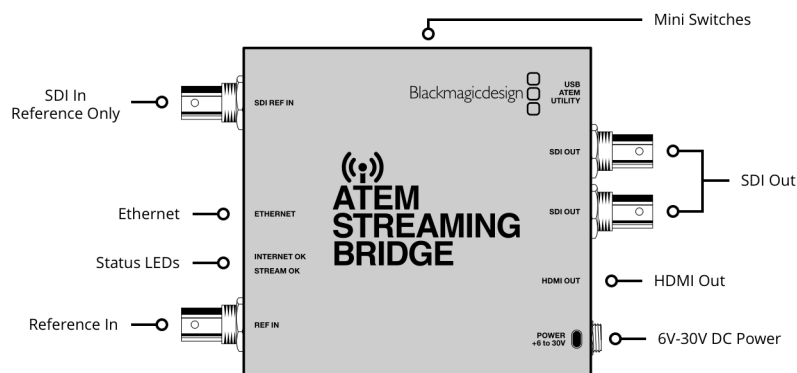 Mini Switches
SDI In
Reference Only
SDI REF IN
Blackmagicdesign
USB
ATEM
UTILITY
SDI OUT
SDI Out
ATEM
STREAMING
BRIDGE
Ethernet
ETHERNET
SDI OUT
Status LEDs
INTERNET OK
STREAM OK
HDMI OUT
HDMI Out
Reference In
REF IN
POWER
+6 to 30V
6V-30V DC Power